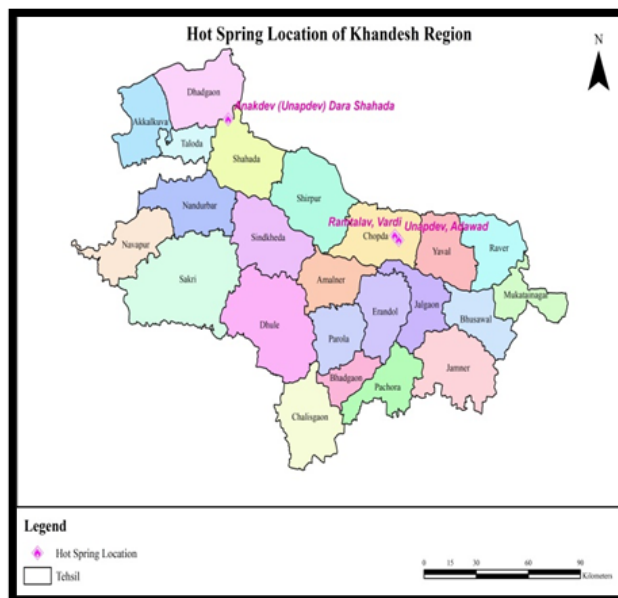 Hot Spring Location of Khandesh Region
N
Dhadgaon
Anakdev (Unapdev) Dara Shahada
Akkalkuva
Taloda
Shahada
Shirpur
Nandurbar
Ramtalav, Vardi
Unapdev, Adawad
Sindkheda
Chopda
Navapur
Yaval
Raver
Sakri
Amalner
Mukatainagar
Erandol
Jalgaon
Bhusawal
Dhule
Parola
Jamner
Bhadgaon
Pachora
Chalisgaon
Legend
Hot Spring Location
Tehsil
0 15 30 60 90
Kilometers